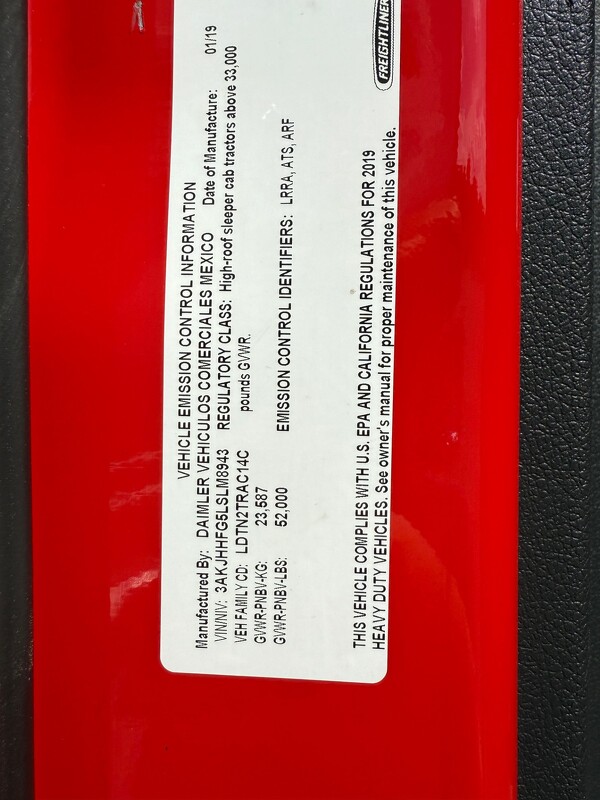 FREIGHTLINER
VEHICLE EMISSION CONTROL INFORMATION
Manufactured By: DAIMLER VEHICULOS COMERCIALES MEXICO Date of Manufacture: 01/19
VIN/NIV: 3AKJHHFG5LSLM8943 REGULATORY CLASS: High-roof sleeper cab tractors above 33,000
VEH FAMILY CD: LDTN2TRAC14C pounds GVWR.
GVWR-PNBV-KG: 23,587
GVWR-PNBV-LBS: 52,000 EMISSION CONTROL IDENTIFIERS: LRRA, ATS, ARF
THIS VEHICLE COMPLIES WITH U.S. EPA AND CALIFORNIA REGULATIONS FOR 2019
HEAVY DUTY VEHICLES. See owner's manual for proper maintenance of this vehicle.